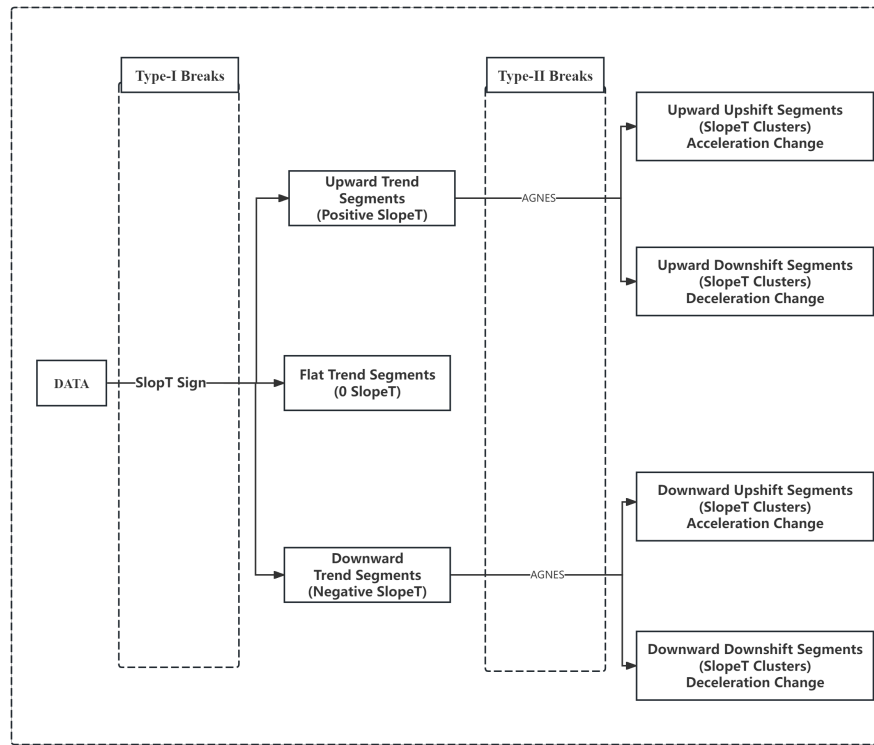 Type-I Breaks
Type-II Breaks
Upward Upshift Segments
(SlopeT Clusters)
Acceleration Change
Upward Trend
Segments
(Positive SlopeT)
AGNES
Upward Downshift Segments
(SlopeT Clusters)
Deceleration Change
DATA
SlopT Sign
Flat Trend Segments
(0 SlopeT)
Downward Upshift Segments
(SlopeT Clusters)
Acceleration Change
Downward
Trend Segments
(Negative SlopeT)
AGNES
Downward Downshift Segments
(SlopeT Clusters)
Deceleration Change